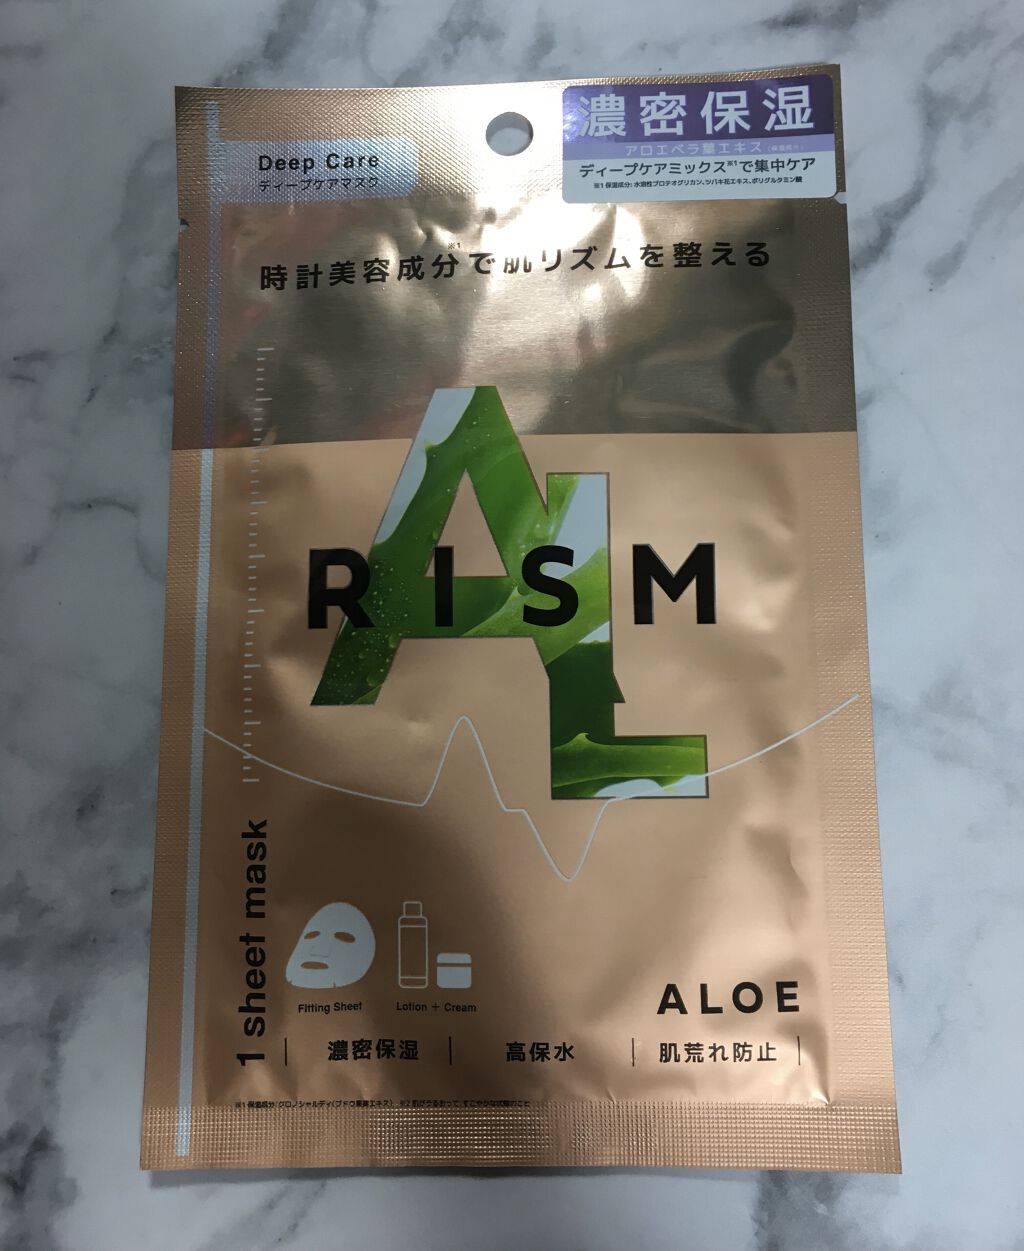 濃密保湿
アロエベラ葉エキス (保湿成分)
ディープケアミックス※1で集中ケア
※1 保湿成分: 水溶性プロテオグリカン、ツバキ花エキス、ポリグルタミン酸
Deep Care
ディープケアマスク
時計美容成分※1で肌リズムを整える
AL
RISM
1 sheet mask
Fitting Sheet
Lotion + Cream
ALOE
濃密保湿
高保水
肌荒れ防止